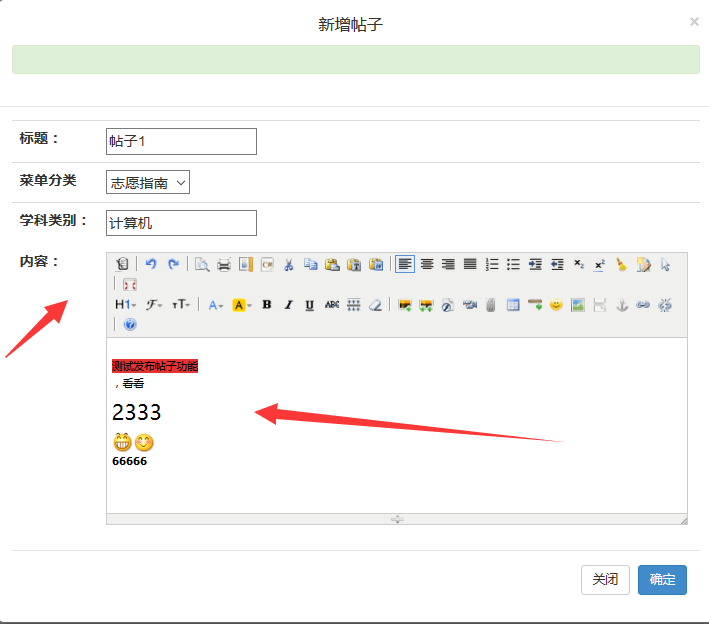 新增帖子
×
标题： 帖子1
菜单分类 志愿指南
学科类别： 计算机
内容：
H1 F TT A A B I U ABC
测试发布帖子功能
，看看
2333
66666
关闭 确定